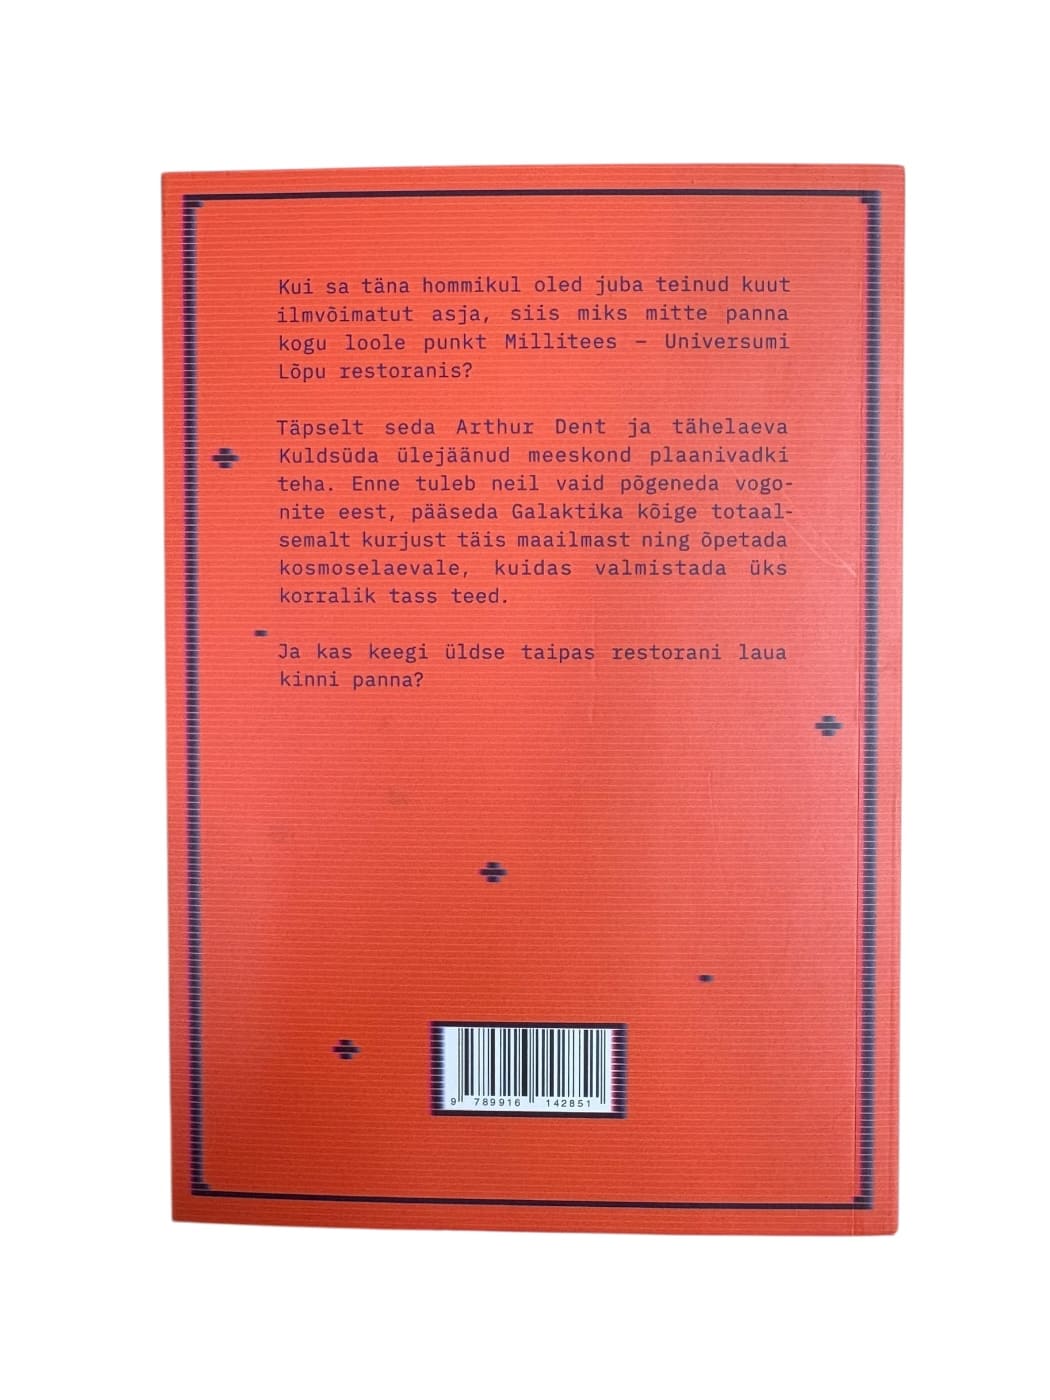 Kui sa täna hommikul oled juba teinud kuut
ilmvõimatut asja, siis miks mitte panna
kogu loole punkt Millitees – Universumi
Lõpu restoranis?
Täpselt seda Arthur Dent ja tähelaeva
Kuldsüda ülejäänud meeskond plaanivadki
teha. Enne tuleb neil vaid põgeneda vogo-
nite eest, pääseda Galaktika kõige totaal-
semalt kurjust täis maailmast ning õpetada
kosmoselaevale, kuidas valmistada üks
korralik tass teed.
Ja kas keegi üldse taipas restorani laua
kinni panna?
9 789916 142851